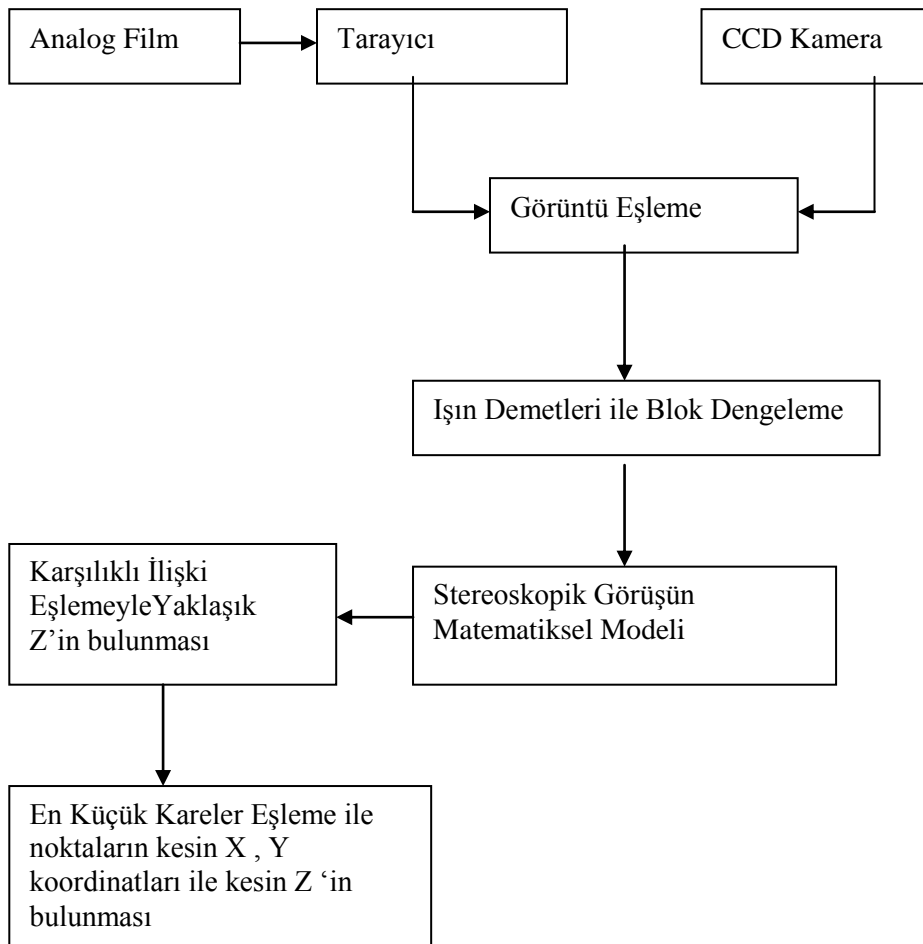 Analog Film
Tarayıcı
CCD Kamera
Görüntü Eşleme
Işın Demetleri ile Blok Dengeleme
Karşılıklı İlişki
EşlemeyleYaklaşık
Z’in bulunması
Stereoskopik Görüşün
Matematiksel Modeli
En Küçük Kareler Eşleme ile
noktaların kesin X , Y
koordinatları ile kesin Z ‘in
bulunması